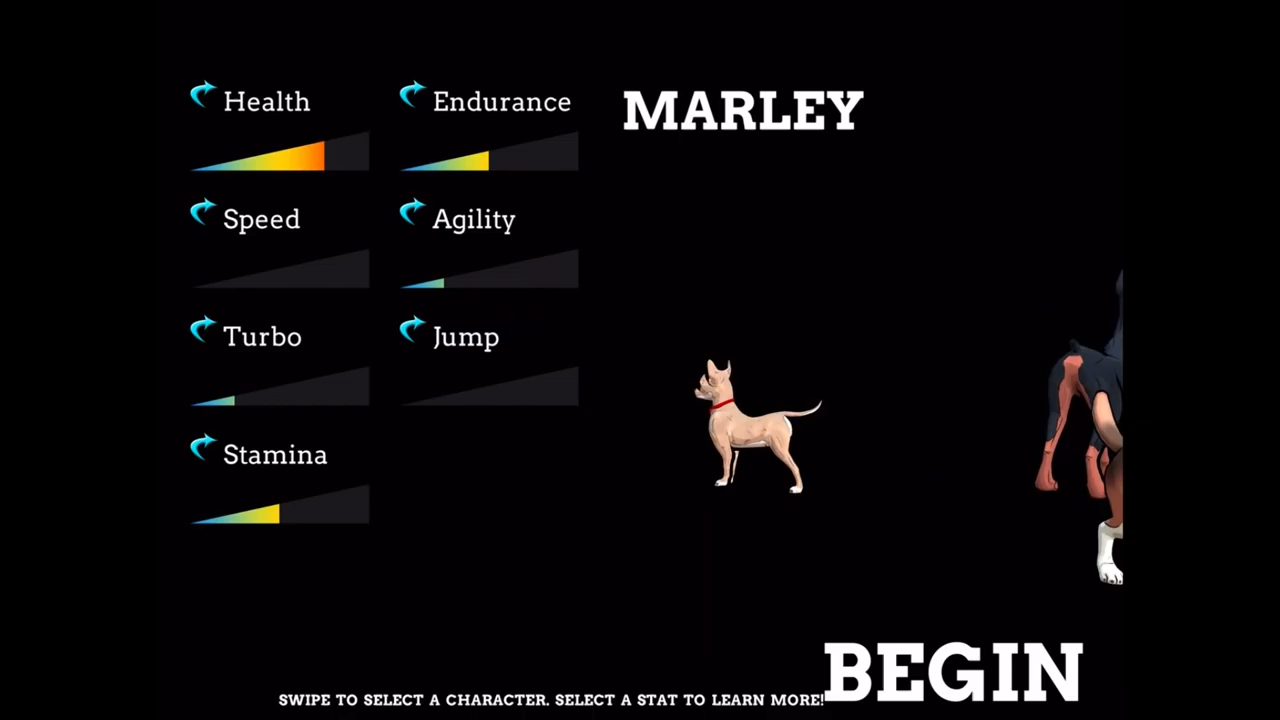 Health
Endurance
MARLEY
Speed
Agility
Turbo
Jump
Stamina
BEGIN
SWIPE TO SELECT A CHARACTER. SELECT A STAT TO LEARN MORE!